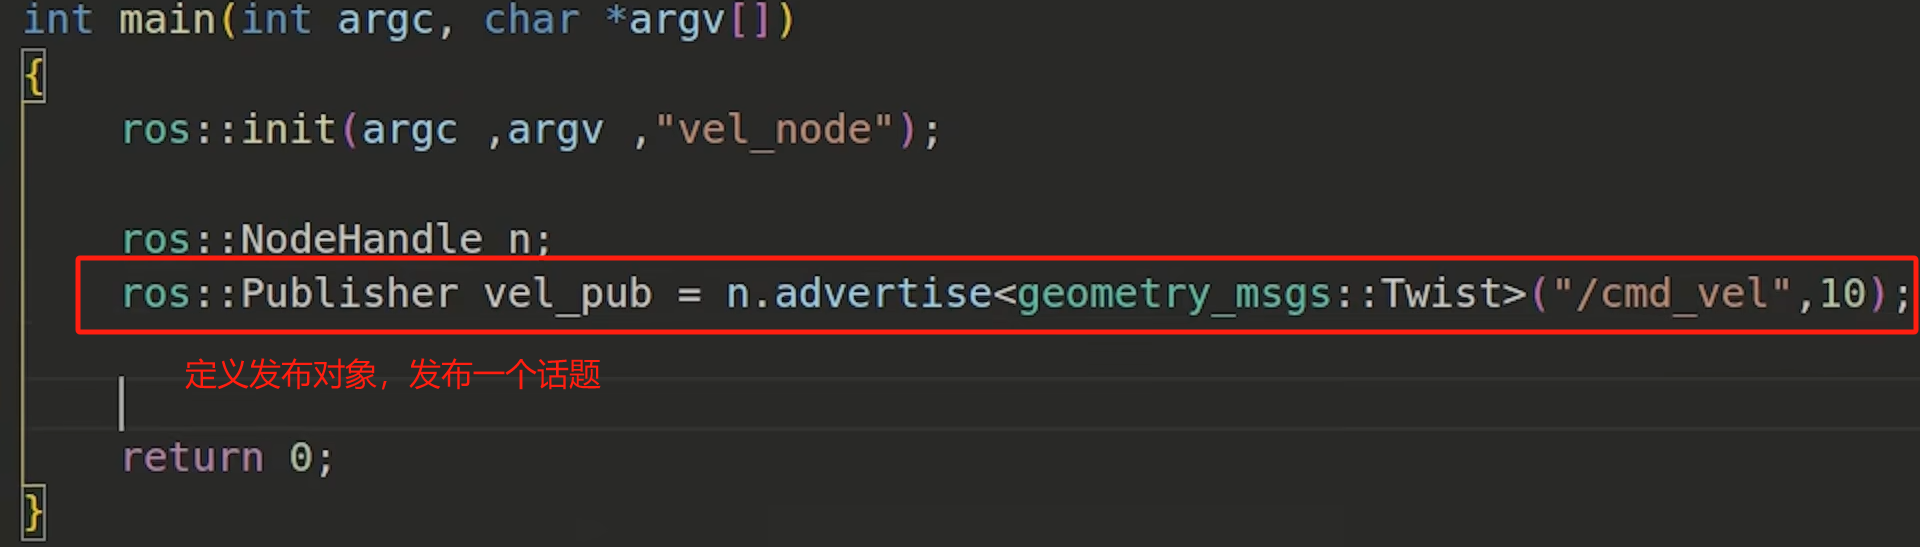 int main(int argc, char *argv[])
{
ros::init(argc ,argv ,"vel_node");
ros::NodeHandle n;
ros::Publisher vel_pub = n.advertise<geometry_msgs::Twist>("/cmd_vel",10);
定义发布对象，发布一个话题
return 0;
}